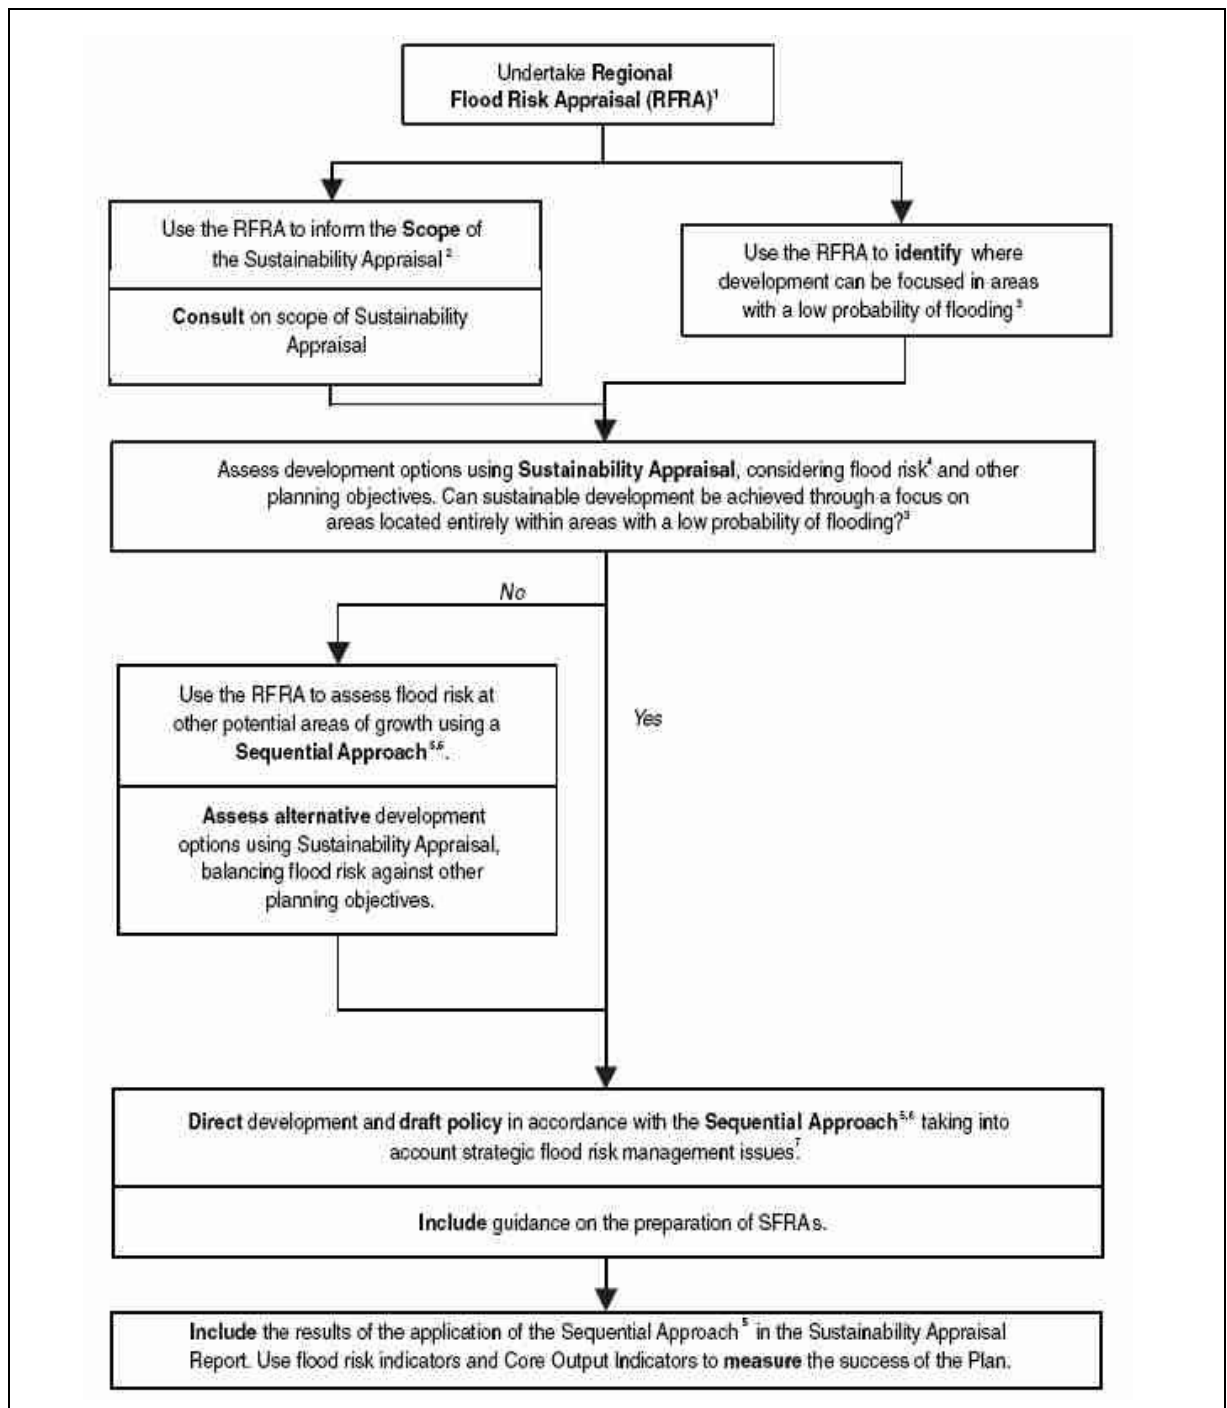 Undertake Regional
Flood Risk Appraisal (RFRA)¹
Use the RFRA to inform the Scope of
the Sustainability Appraisal²
Consult on scope of Sustainability
Appraisal
Use the RFRA to identify where
development can be focused in areas
with a low probability of flooding³
Assess development options using Sustainability Appraisal, considering flood risk⁴ and other
planning objectives. Can sustainable development be achieved through a focus on
areas located entirely within areas with a low probability of flooding?³
No
Yes
Use the RFRA to assess flood risk at
other potential areas of growth using a
Sequential Approach⁵,⁶.
Assess alternative development
options using Sustainability Appraisal,
balancing flood risk against other
planning objectives.
Direct development and draft policy in accordance with the Sequential Approach⁵,⁶ taking into
account strategic flood risk management issues⁷.
Include guidance on the preparation of SFRAs.
Include the results of the application of the Sequential Approach⁵ in the Sustainability Appraisal
Report. Use flood risk indicators and Core Output Indicators to measure the success of the Plan.